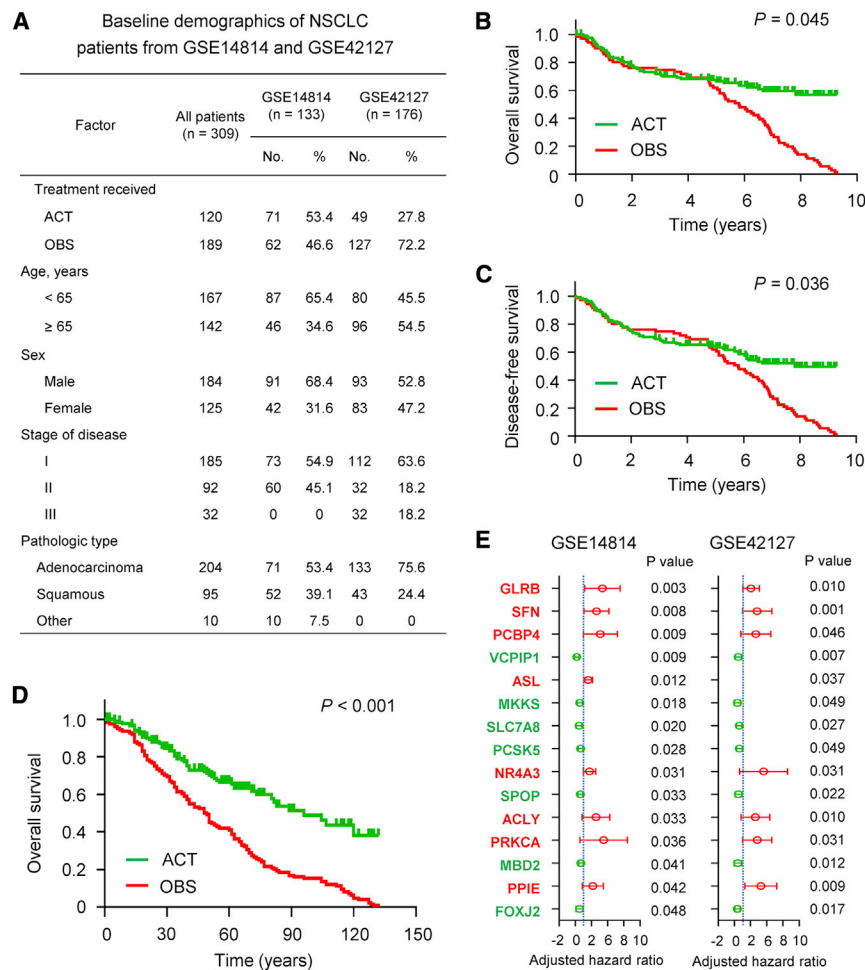 A
Baseline demographics of NSCLC
patients from GSE14814 and GSE42127
Factor
All patients
(n = 309)
GSE14814
(n = 133)
GSE42127
(n = 176)
No. % No. %
Treatment received
ACT 120 71 53.4 49 27.8
OBS 189 62 46.6 127 72.2
Age, years
< 65 167 87 65.4 80 45.5
≥ 65 142 46 34.6 96 54.5
Sex
Male 184 91 68.4 93 52.8
Female 125 42 31.6 83 47.2
Stage of disease
I 185 73 54.9 112 63.6
II 92 60 45.1 32 18.2
III 32 0 0 32 18.2
Pathologic type
Adenocarcinoma 204 71 53.4 133 75.6
Squamous 95 52 39.1 43 24.4
Other 10 10 7.5 0 0
B
P = 0.045
Overall survival
1.0
0.8
0.6
0.4
0.2
0
ACT
OBS
0 2 4 6 8 10
Time (years)
C
P = 0.036
Disease-free survival
1.0
0.8
0.6
0.4
0.2
0
ACT
OBS
0 2 4 6 8 10
Time (years)
D
P < 0.001
Overall survival
1.0
0.8
0.6
0.4
0.2
0
ACT
OBS
0 30 60 90 120 150
Time (years)
E
GSE14814 GSE42127
P value P value
GLRB 0.003 0.010
SFN 0.008 0.001
PCBP4 0.009 0.046
VCPIP1 0.009 0.007
ASL 0.012 0.037
MKKS 0.018 0.049
SLC7A8 0.020 0.027
PCSK5 0.028 0.049
NR4A3 0.031 0.031
SPOP 0.033 0.022
ACLY 0.033 0.010
PRKCA 0.036 0.031
MBD2 0.041 0.012
PPIE 0.042 0.009
FOXJ2 0.048 0.017
-2 2 6 10 -2 2 6 10
Adjusted hazard ratio Adjusted hazard ratio